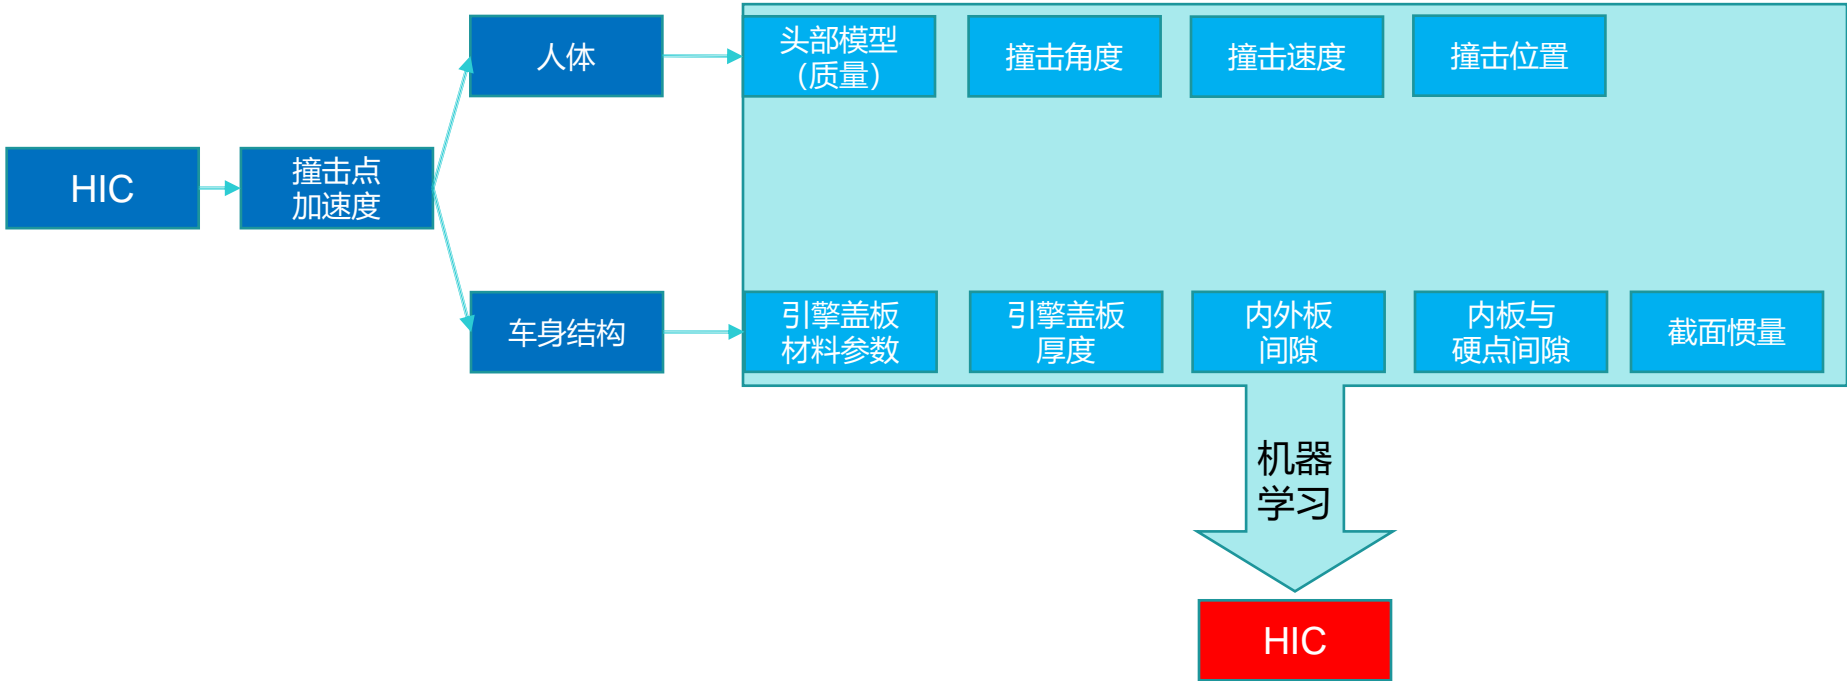 人体
头部模型
（质量）
撞击角度
撞击速度
撞击位置
HIC
撞击点
加速度
车身结构
引擎盖板
材料参数
引擎盖板
厚度
内外板
间隙
内板与
硬点间隙
截面惯量
机器
学习
HIC